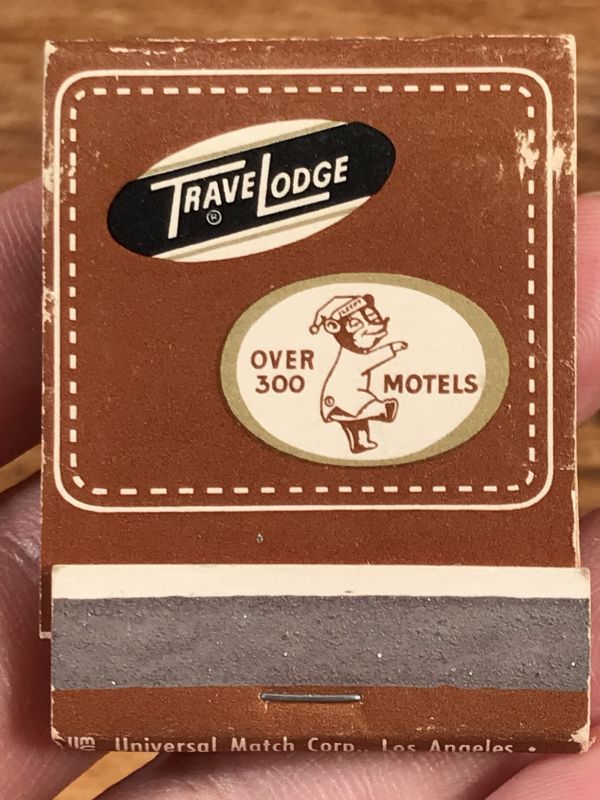 TRAVELODGE
®
SLEEPY
OVER
300
MOTELS
©
Universal Match Corp., Los Angeles •